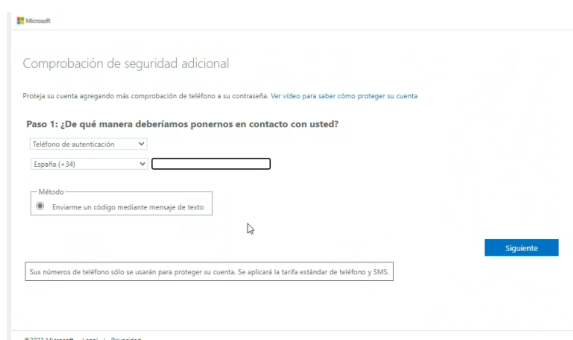 Microsoft
Comprobación de seguridad adicional
Proteja su cuenta agregando más comprobación de teléfono a su contraseña. Ver vídeo para saber cómo proteger su cuenta
Paso 1: ¿De qué manera deberíamos ponernos en contacto con usted?
Teléfono de autenticación
España (+34)
Método
Enviarme un código mediante mensaje de texto
Siguiente
Sus números de teléfono sólo se usarán para proteger su cuenta. Se aplicará la tarifa estándar de teléfono y SMS.
Microsoft